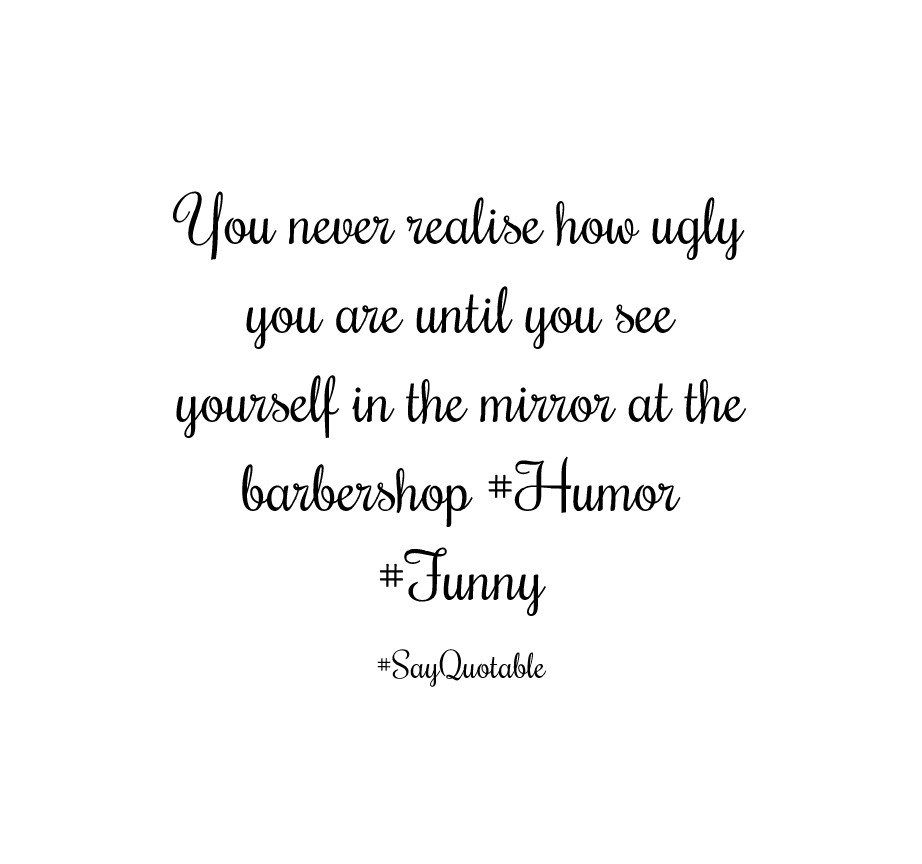 You never realise how ugly
you are until you see
yourself in the mirror at the
barbershop #Humor
#Funny
#SayQuotable